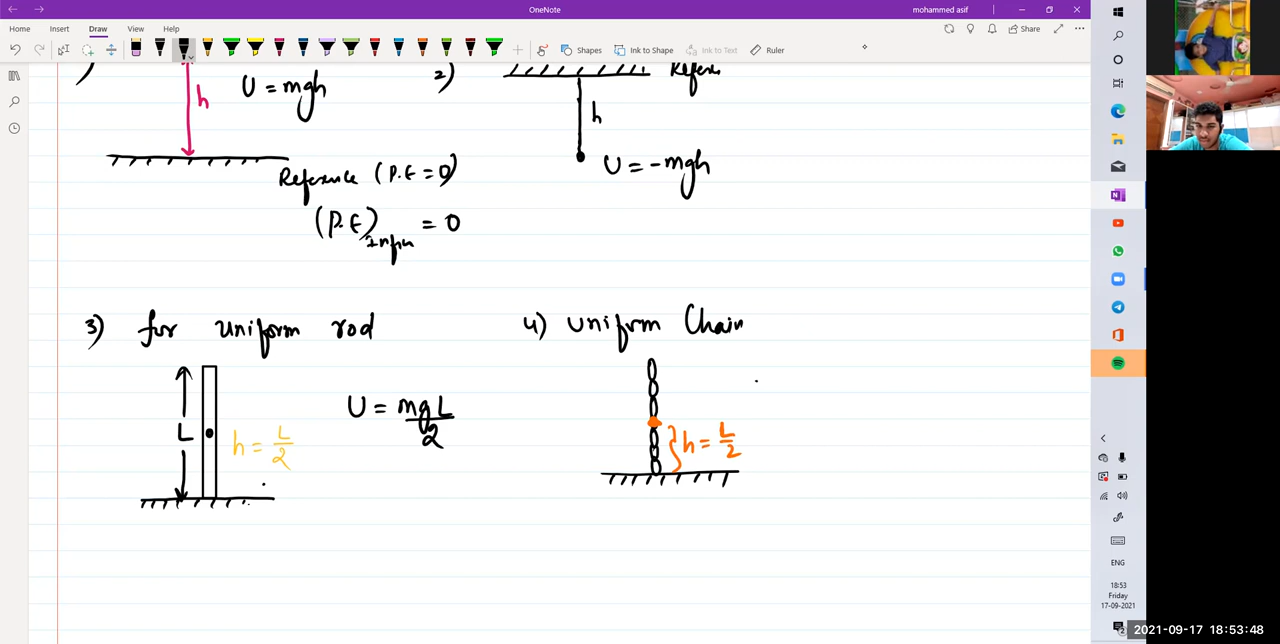 OneNote
mohammed asif
Home Insert Draw View Help
Shapes Ink to Shape Ink to Text Ruler Share
1) U = mgh
h
2)
h
U = -mgh
Reference (P.E = 0)
(P.E) = 0
3) for uniform rod
L
h = L/2
U = mgL/2
4) Uniform Chain
h = L/2
ENG
18:53
Friday
17-09-2021
2021-09-17 18:53:48